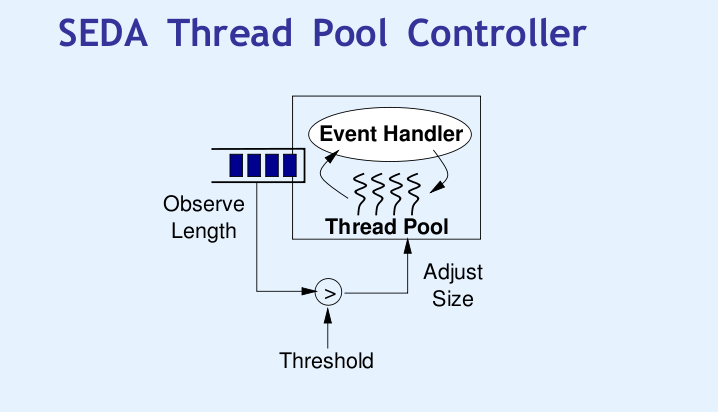 SEDA Thread Pool Controller
Event Handler
Observe
Length
Thread Pool
Adjust
Size
>
Threshold